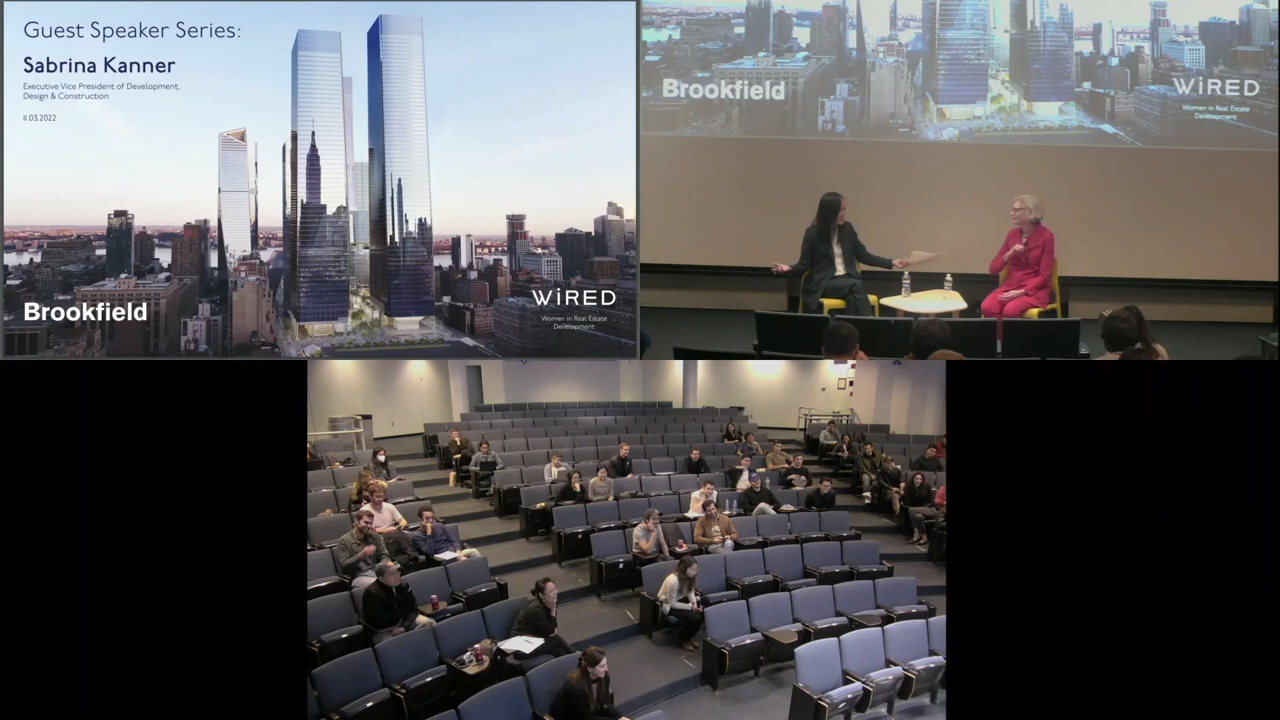 Guest Speaker Series:
Sabrina Kanner
Executive Vice President of Development,
Design & Construction
11.03.2022
Brookfield
WiRED
Women in Real Estate
Development
Brookfield
WiRED
Women in Real Estate
Development